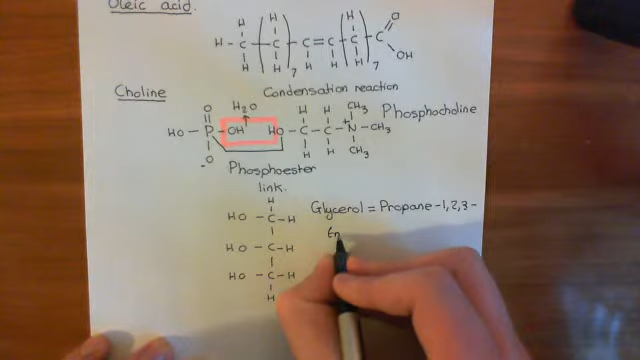 Oleic acid.
H H
H - C - C - C = C - C - C O
H H 7 H H H 7 OH
Condensation reaction
Choline
O H₂O H H CH₃ Phosphocholine
HO - P - OH HO - C - C - N⁺ - CH₃
O⁻ H H CH₃
Phosphoester
link.
H
HO - C - H Glycerol = Propane - 1, 2, 3 -
HO - C - H
HO - C - H
H